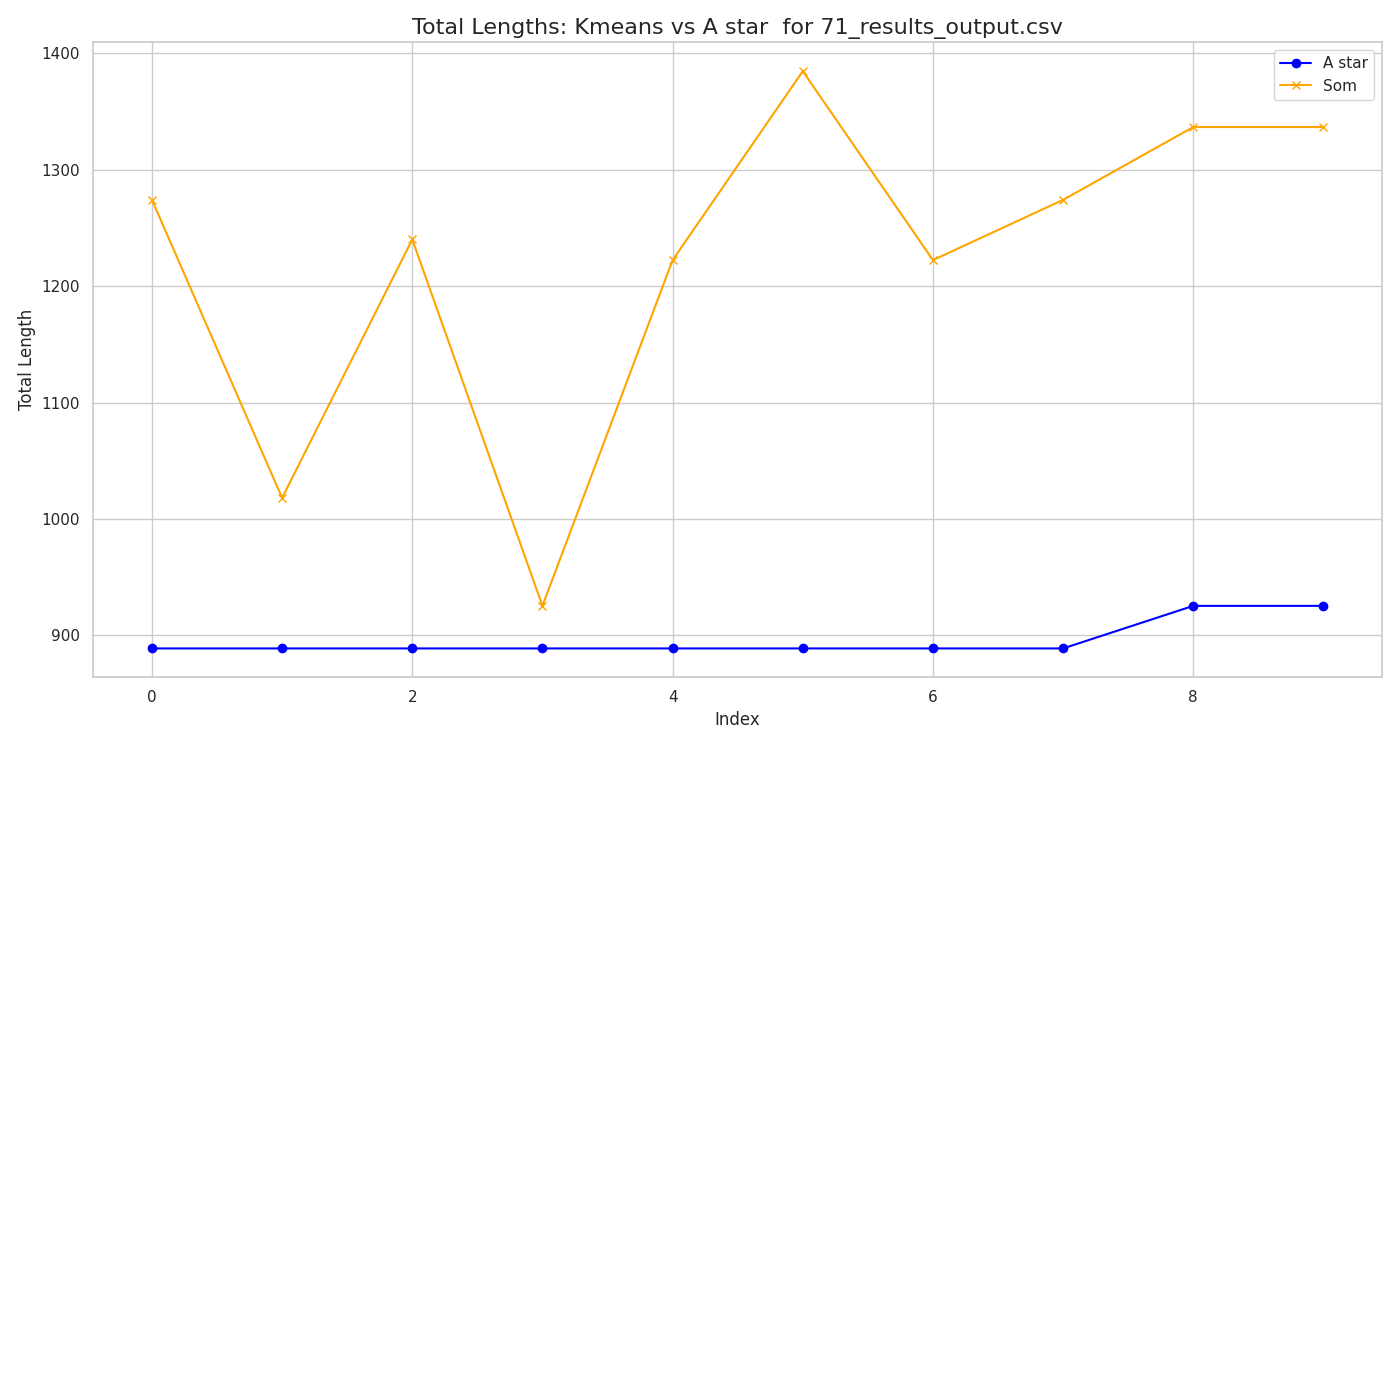 Total Lengths: Kmeans vs A star  for 71_results_output.csv
1400
1300
1200
1100
1000
900
Total Length
A star
Som
0
2
4
6
8
Index